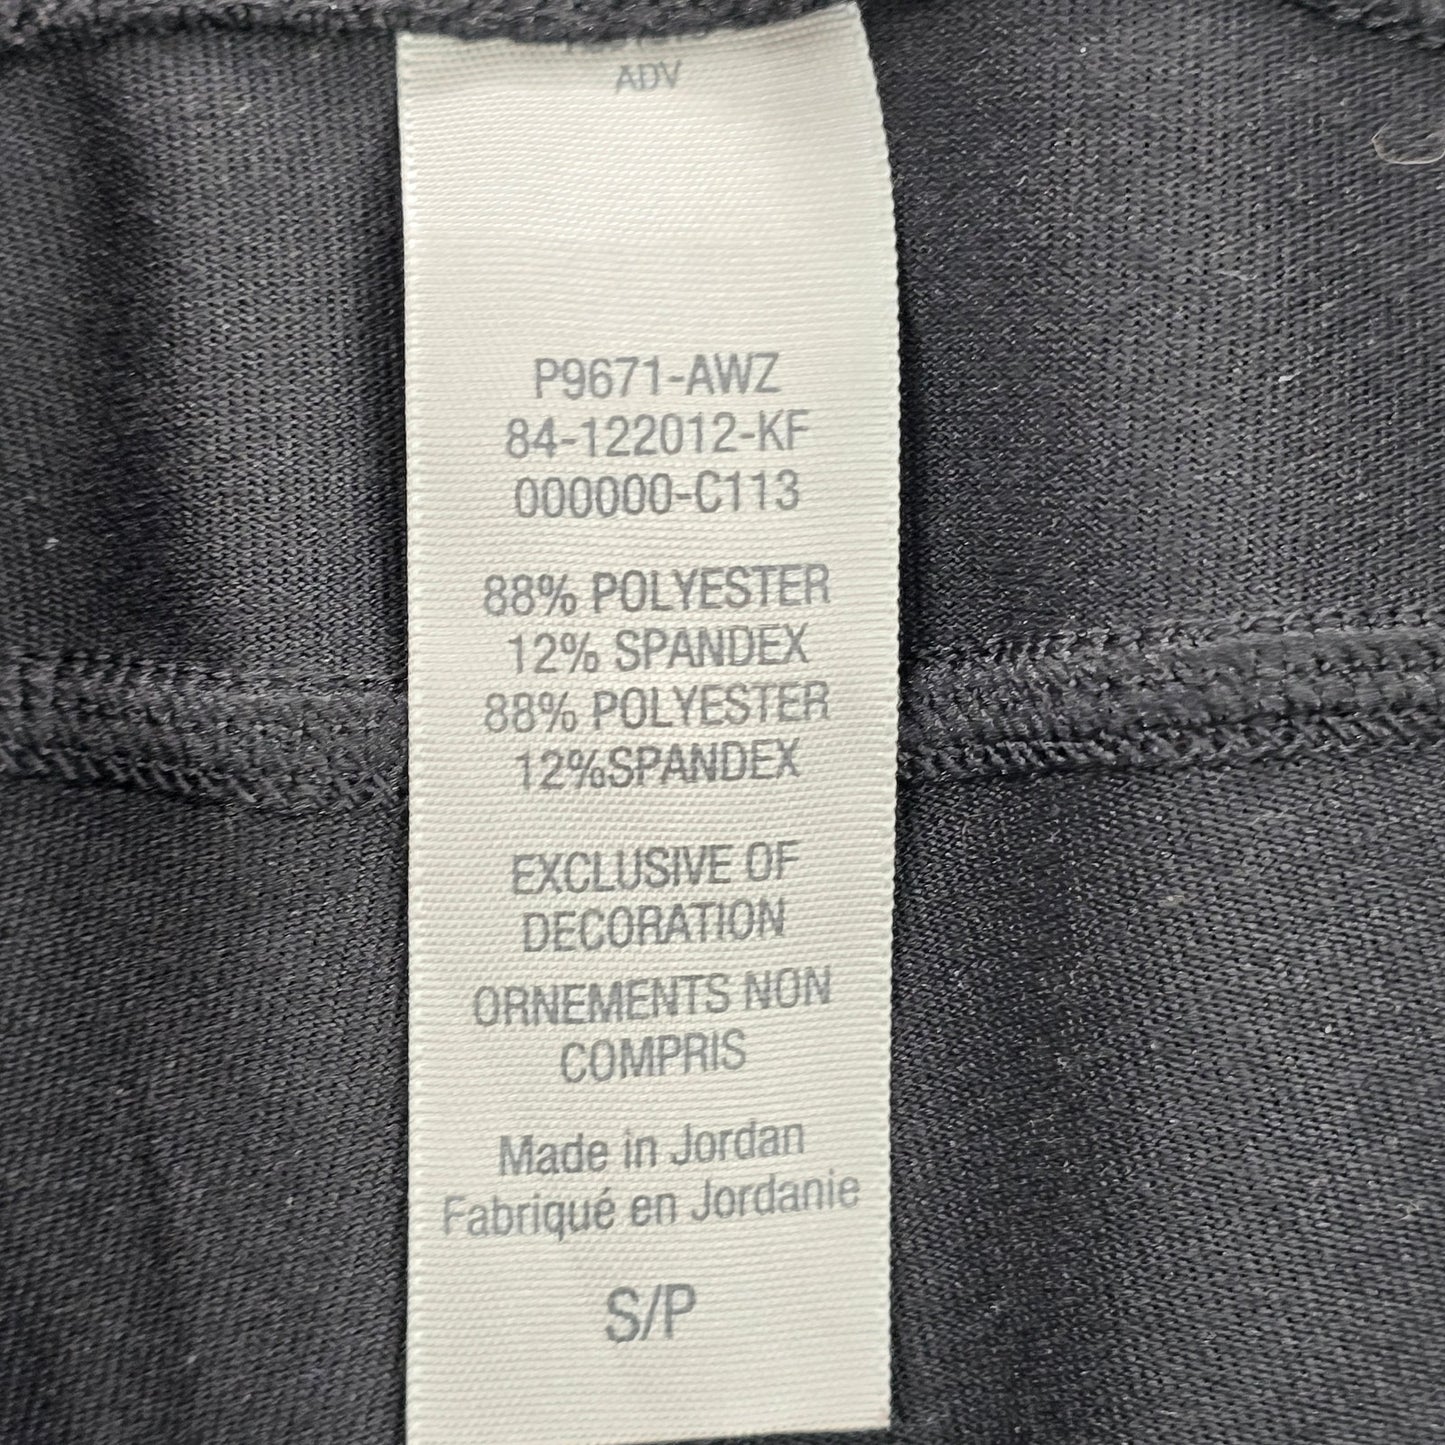 ADV
P9671-AWZ
84-122012-KF
000000-C113
88% POLYESTER
12% SPANDEX
88% POLYESTER
12%SPANDEX
EXCLUSIVE OF
DECORATION
ORNEMENTS NON
COMPRIS
Made in Jordan
Fabriqué en Jordanie
S/P